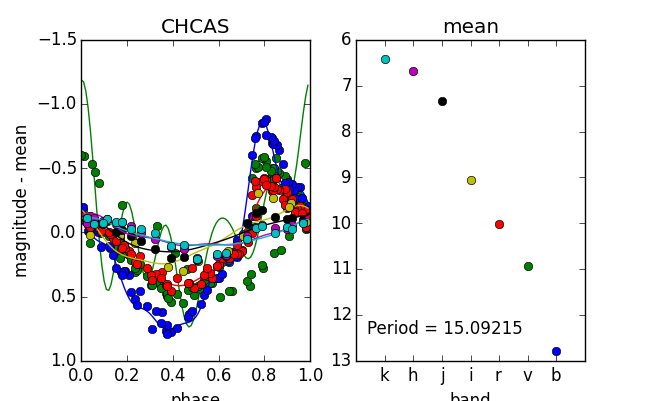 CHCAS
mean
−1.5
−1.0
−0.5
0.0
0.5
1.0
magnitude - mean
0.0 0.2 0.4 0.6 0.8 1.0
phase
6
7
8
9
10
11
12
13
Period = 15.09215
k h j i r v b
band